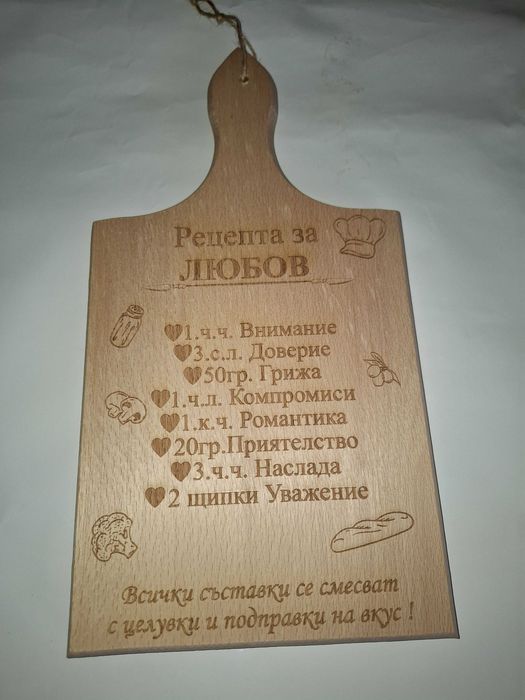 Рецепта за
ЛЮБОВ
♥1.ч.ч. Внимание
♥3.с.л. Доверие
♥50гр. Грижа
♥1.ч.л. Компромиси
♥1.к.ч. Романтика
♥20гр.Приятелство
♥3.ч.ч. Наслада
♥2 щипки Уважение
Всички съставки се смесват
с целувки и подправки на вкус !